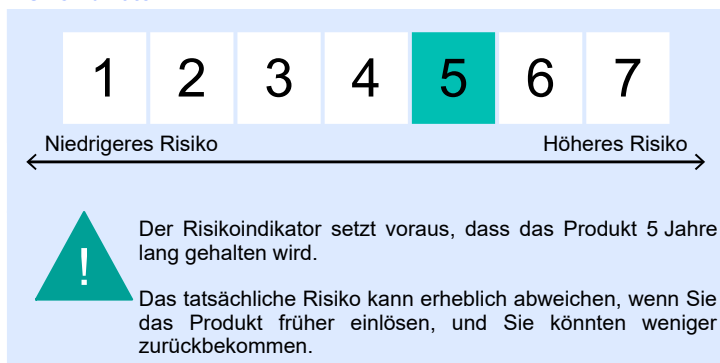 1 2 3 4 5 6 7
Niedrigeres Risiko Höheres Risiko
!
Der Risikoindikator setzt voraus, dass das Produkt 5 Jahre
lang gehalten wird.
Das tatsächliche Risiko kann erheblich abweichen, wenn Sie
das Produkt früher einlösen, und Sie könnten weniger
zurückbekommen.